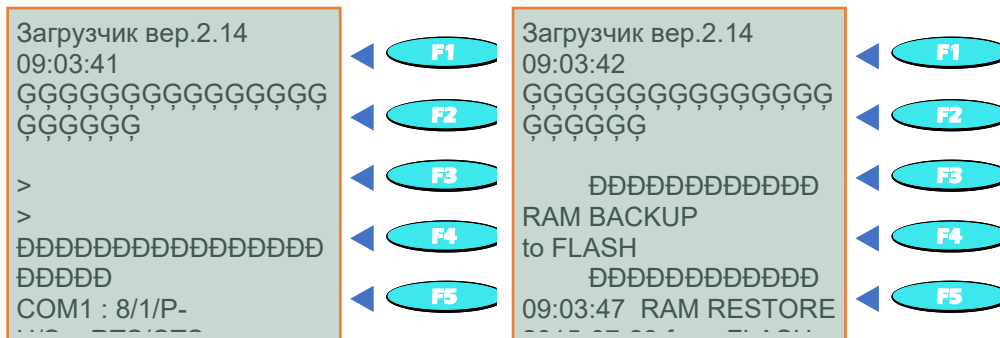 Загрузчик вер.2.14
09:03:41
ĢĢĢĢĢĢĢĢĢĢĢĢĢĢĢ
ĢĢĢĢĢĢ
>
>
ĐĐĐĐĐĐĐĐĐĐĐĐĐĐĐĐ
ĐĐĐĐĐ
COM1 : 8/1/P-
F1
F2
F3
F4
F5
Загрузчик вер.2.14
09:03:42
ĢĢĢĢĢĢĢĢĢĢĢĢĢĢĢ
ĢĢĢĢĢĢ
ĐĐĐĐĐĐĐĐĐĐĐĐ
RAM BACKUP
to FLASH
ĐĐĐĐĐĐĐĐĐĐĐĐ
09:03:47 RAM RESTORE
F1
F2
F3
F4
F5